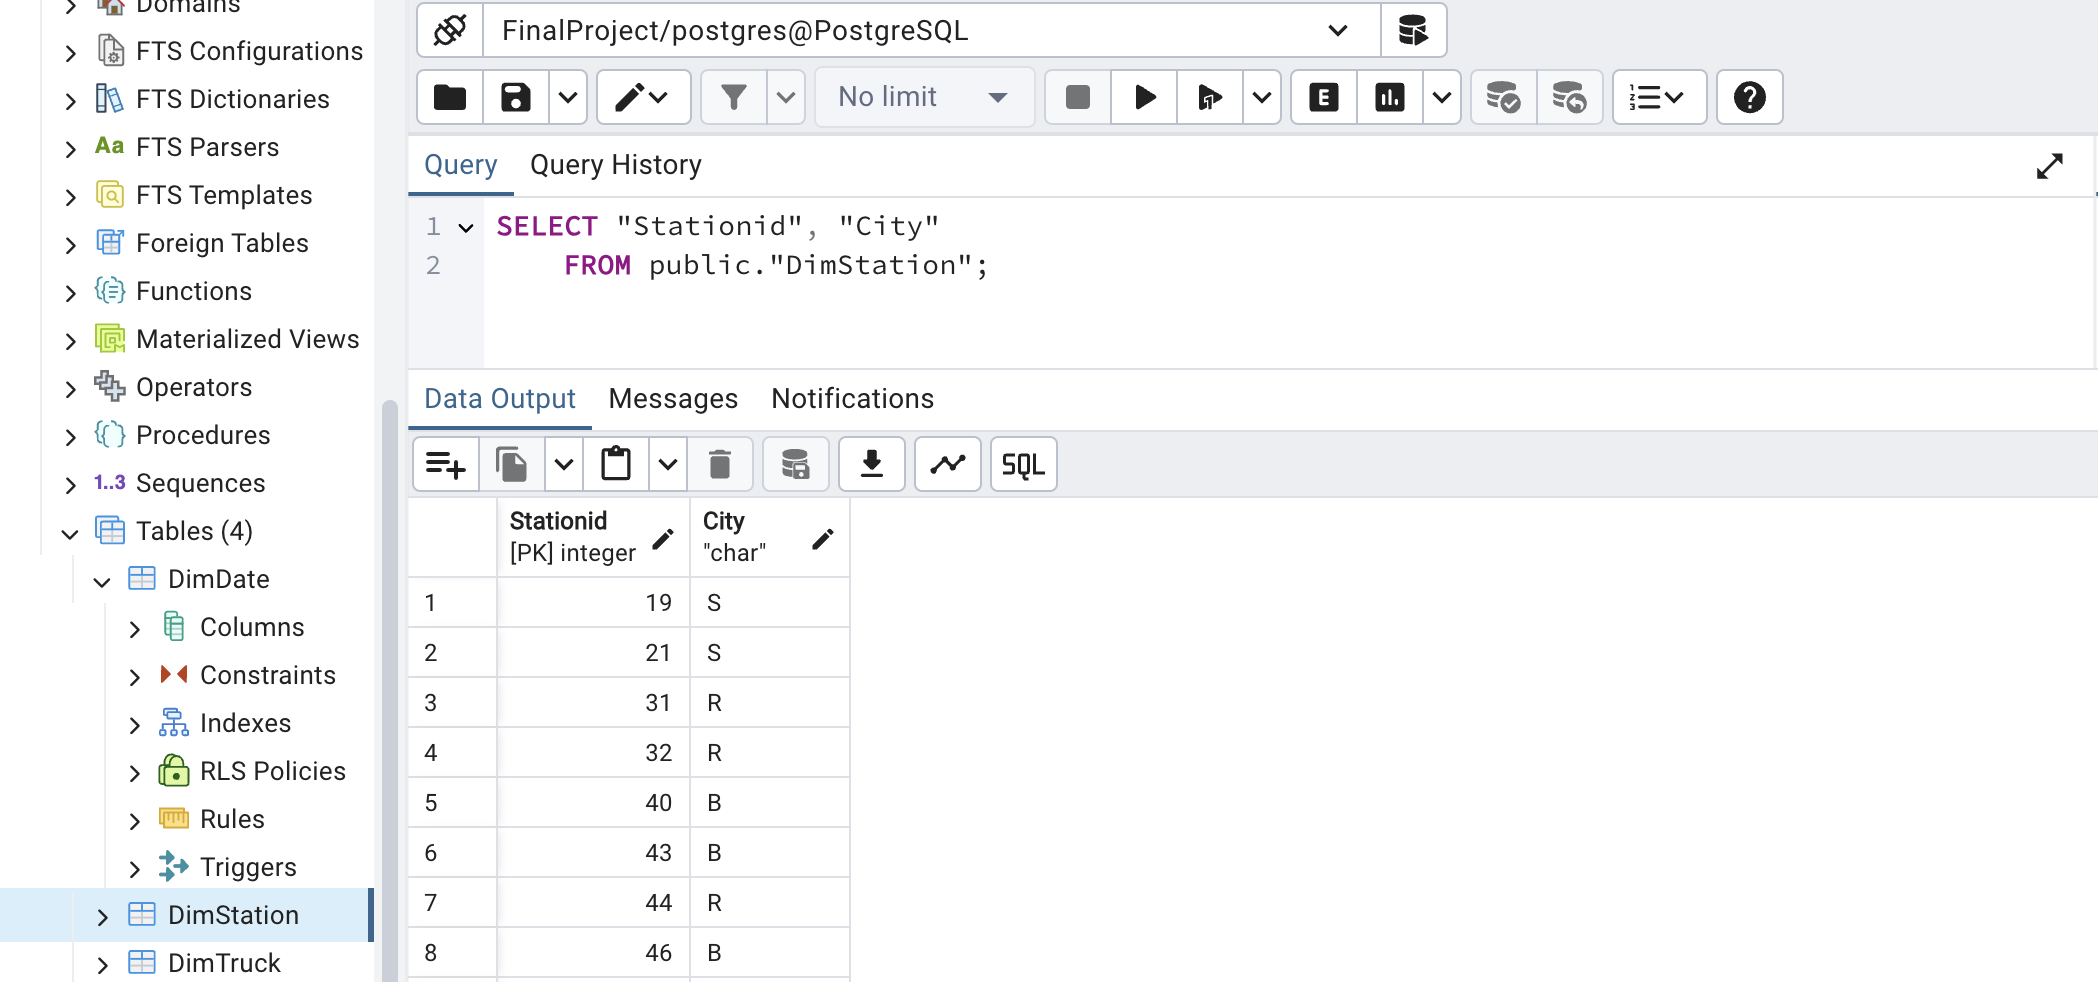 Domains
FTS Configurations
FTS Dictionaries
Aa FTS Parsers
FTS Templates
Foreign Tables
Functions
Materialized Views
Operators
Procedures
1..3 Sequences
Tables (4)
DimDate
Columns
Constraints
Indexes
RLS Policies
Rules
Triggers
DimStation
DimTruck
FinalProject/postgres@PostgreSQL
No limit
E
Query Query History
1 SELECT "Stationid", "City"
2 FROM public."DimStation";
Data Output Messages Notifications
SQL
Stationid City
[PK] integer "char"
1 19 S
2 21 S
3 31 R
4 32 R
5 40 B
6 43 B
7 44 R
8 46 B